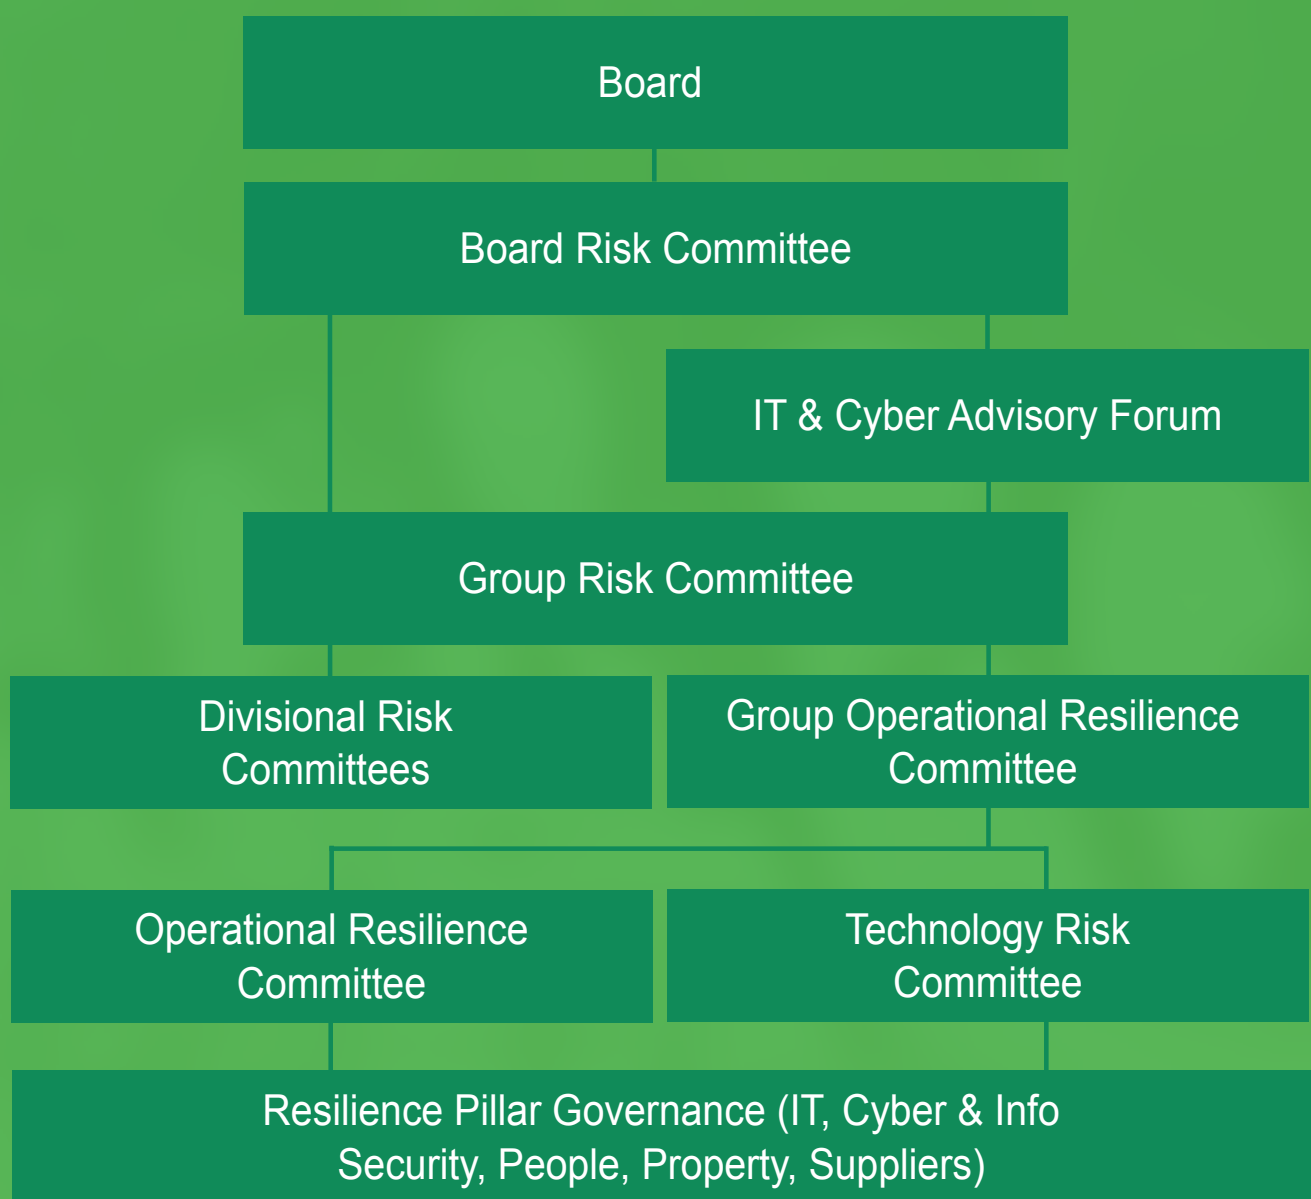 Board
Board Risk Committee
IT & Cyber Advisory Forum
Group Risk Committee
Divisional Risk
Committees
Group Operational Resilience
Committee
Operational Resilience
Committee
Technology Risk
Committee
Resilience Pillar Governance (IT, Cyber & Info
Security, People, Property, Suppliers)